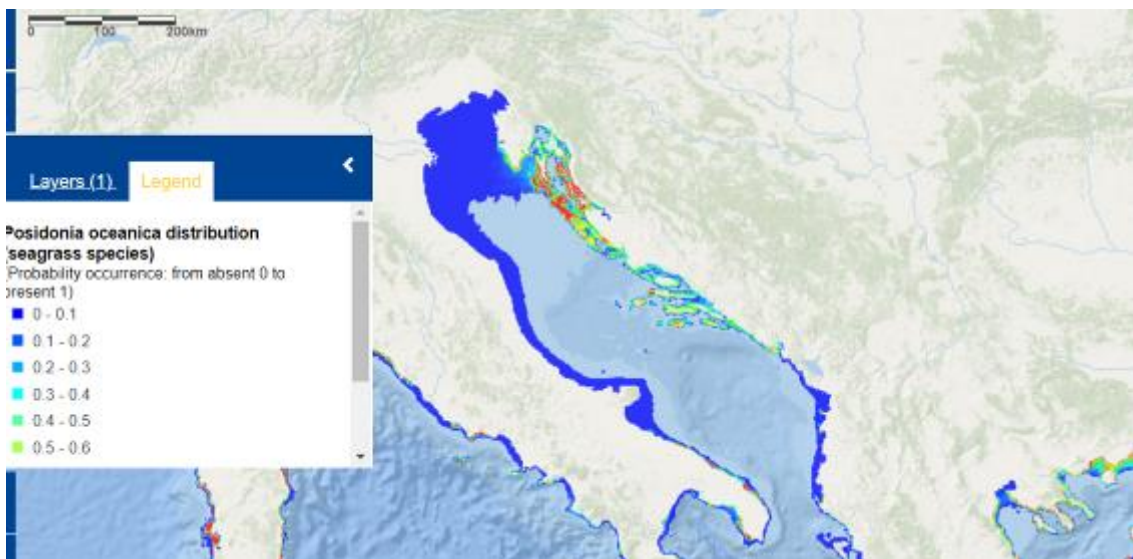 0 100 200km
Layers (1) Legend
Posidonia oceanica distribution
(seagrass species)
(Probability occurrence: from absent 0 to
present 1)
0 - 0.1
0.1 - 0.2
0.2 - 0.3
0.3 - 0.4
0.4 - 0.5
0.5 - 0.6